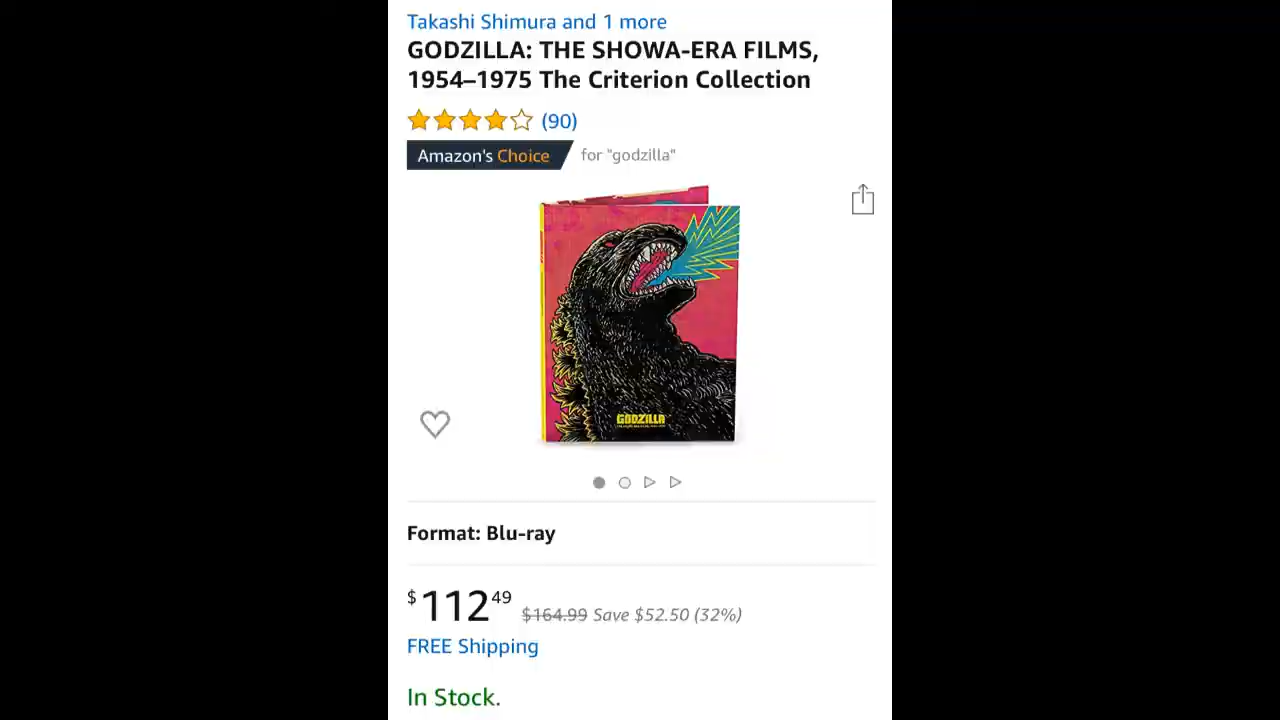 Takashi Shimura and 1 more
GODZILLA: THE SHOWA-ERA FILMS,
1954–1975 The Criterion Collection
(90)
Amazon's Choice for "godzilla"
GODZILLA
Format: Blu-ray
$112 49 $164.99 Save $52.50 (32%)
FREE Shipping
In Stock.